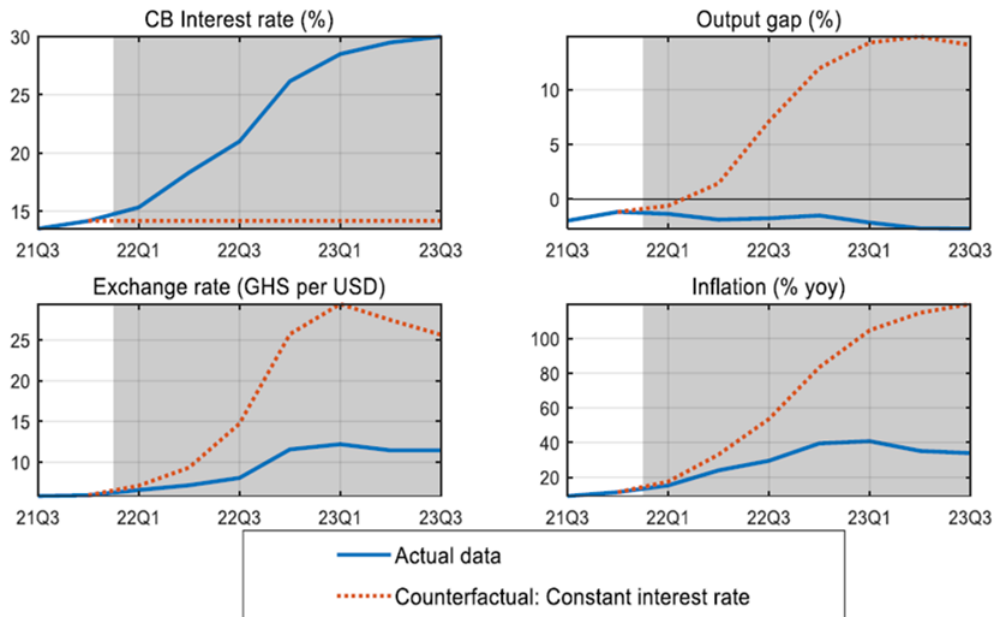 CB Interest rate (%)
30
25
20
15
21Q3 22Q1 22Q3 23Q1 23Q3
Output gap (%)
10
5
0
21Q3 22Q1 22Q3 23Q1 23Q3
Exchange rate (GHS per USD)
25
20
15
10
21Q3 22Q1 22Q3 23Q1 23Q3
Inflation (% yoy)
100
80
60
40
20
21Q3 22Q1 22Q3 23Q1 23Q3
Actual data
Counterfactual: Constant interest rate